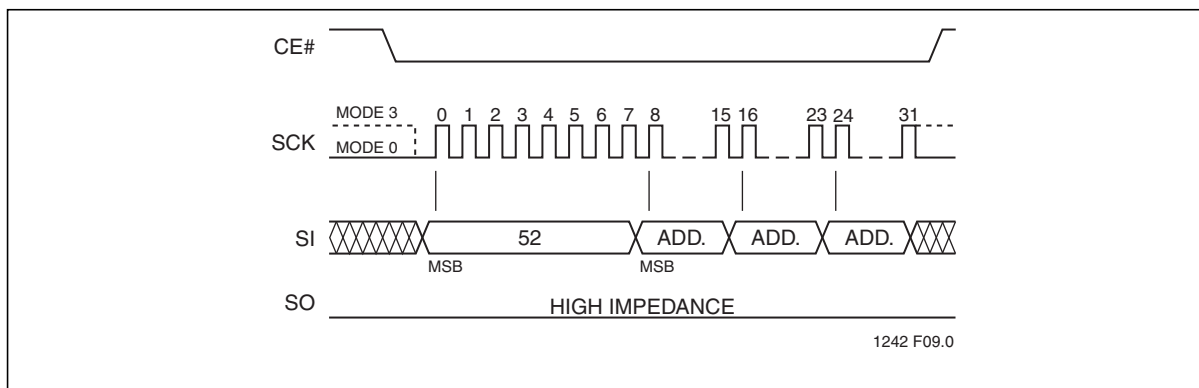 CE#
MODE 3
0 1 2 3 4 5 6 7 8 15 16 23 24 31
SCK
MODE 0
SI
52
ADD.
ADD.
ADD.
MSB
MSB
SO
HIGH IMPEDANCE
1242 F09.0